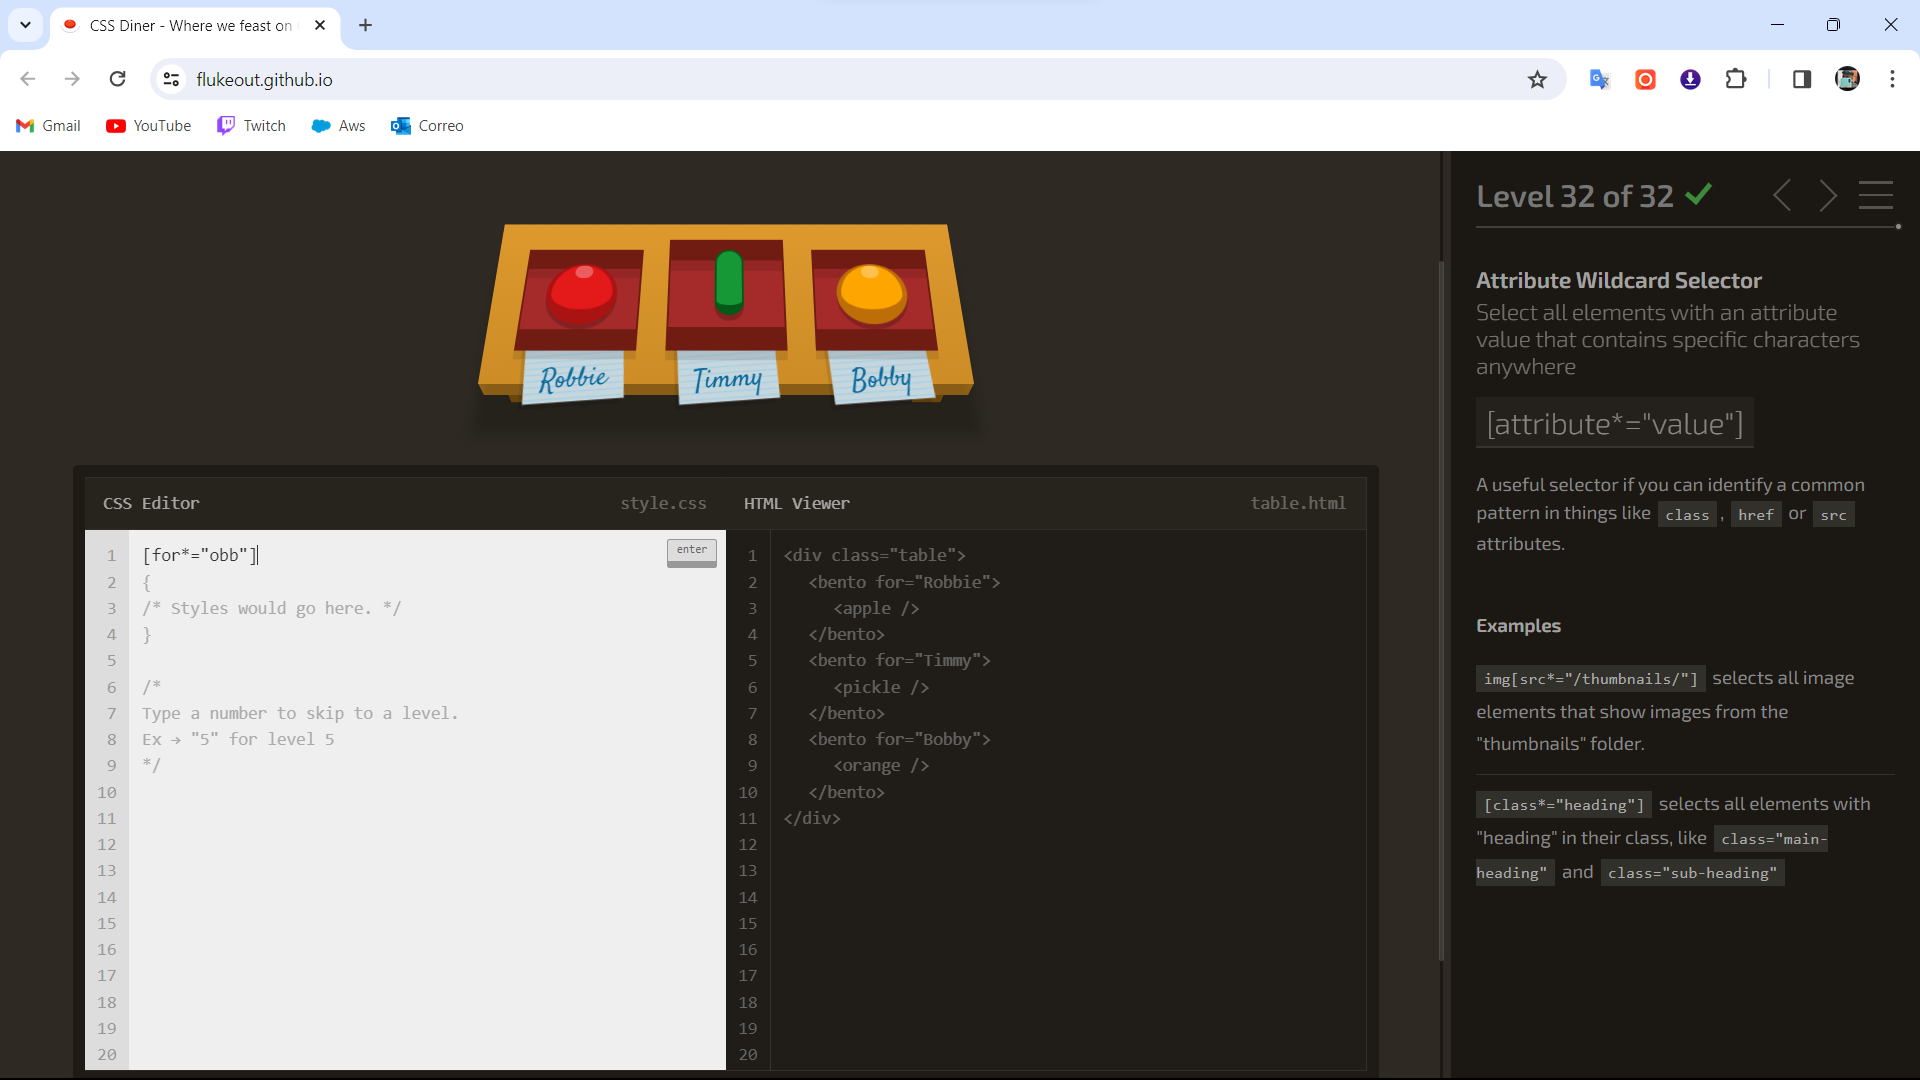 CSS Diner - Where we feast on
flukeout.github.io
Gmail
YouTube
Twitch
Aws
Correo
Robbie
Timmy
Bobby
CSS Editor
style.css
1
2
3
4
5
6
7
8
9
10
11
12
13
14
15
16
17
18
19
20
[for*="obb"]
enter
{
/* Styles would go here. */
}
/*
Type a number to skip to a level.
Ex → "5" for level 5
*/
HTML Viewer
table.html
1
2
3
4
5
6
7
8
9
10
11
12
13
14
15
16
17
18
19
20
<div class="table">
<bento for="Robbie">
<apple />
</bento>
<bento for="Timmy">
<pickle />
</bento>
<bento for="Bobby">
<orange />
</bento>
</div>
Level 32 of 32
Attribute Wildcard Selector
Select all elements with an attribute
value that contains specific characters
anywhere
[attribute*="value"]
A useful selector if you can identify a common
pattern in things like class , href or src
attributes.
Examples
img[src*="/thumbnails/"] selects all image
elements that show images from the
"thumbnails" folder.
[class*="heading"] selects all elements with
"heading" in their class, like class="main-
heading" and class="sub-heading"